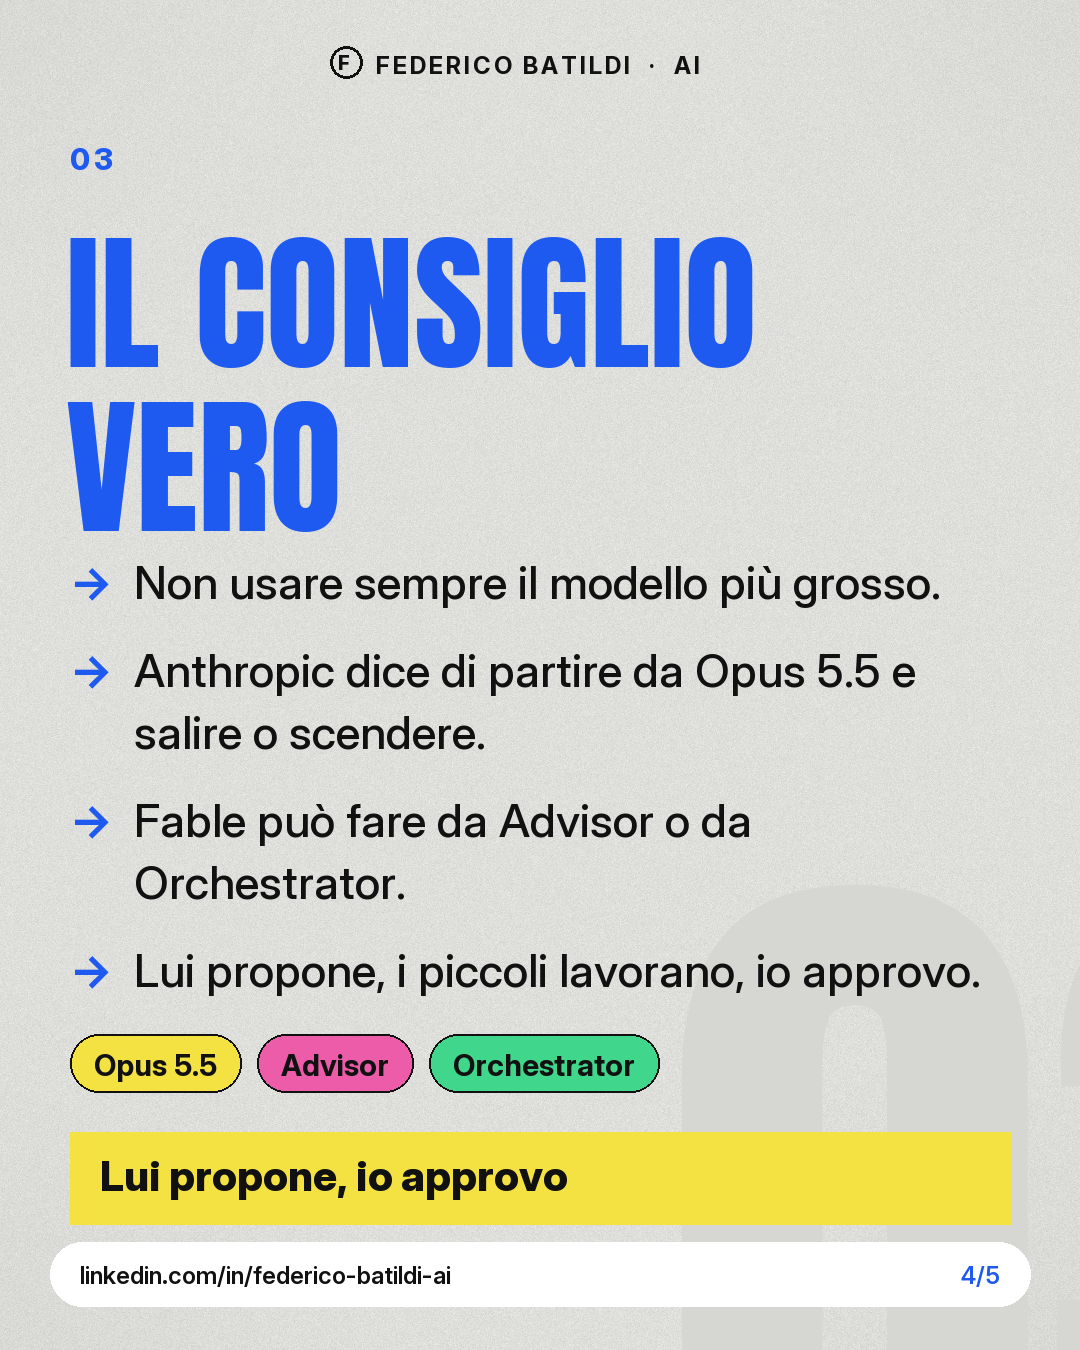 F FEDERICO BATILDI · AI
03
IL CONSIGLIO
VERO
→ Non usare sempre il modello più grosso.
→ Anthropic dice di partire da Opus 5.5 e
salire o scendere.
→ Fable può fare da Advisor o da
Orchestrator.
→ Lui propone, i piccoli lavorano, io approvo.
Opus 5.5 Advisor Orchestrator
Lui propone, io approvo
linkedin.com/in/federico-batildi-ai 4/5